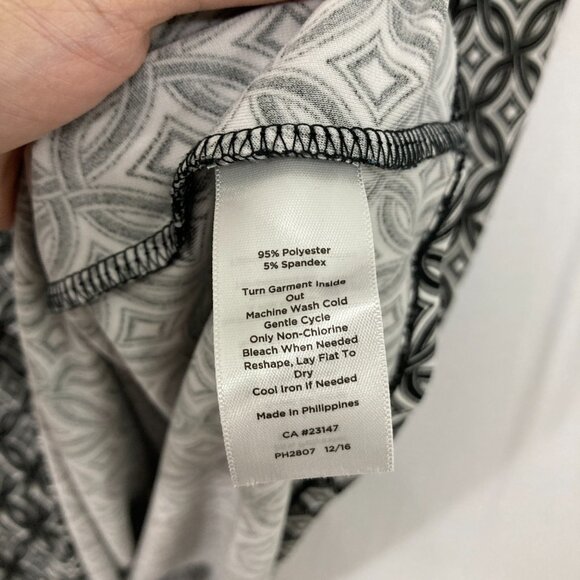 95% Polyester
5% Spandex
Turn Garment Inside
Out
Machine Wash Cold
Gentle Cycle
Only Non-Chlorine
Bleach When Needed
Reshape, Lay Flat To
Dry
Cool Iron If Needed
Made In Philippines
CA #23147
PH2807 12/16